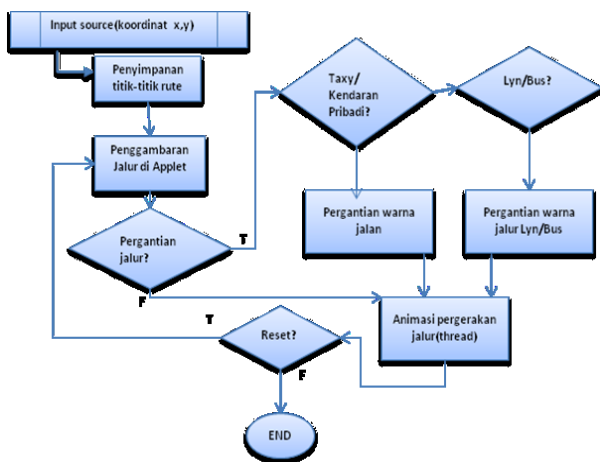 Input source(koordinat x,y)
Penyimpanan
titik-titik rute
Penggambaran
Jalur di Applet
Pergantian
jalur?
T
F
Taxy/
Kendaran
Pribadi?
Lyn/Bus?
Pergantian warna
jalan
Pergantian warna
jalur Lyn/Bus
Animasi pergerakan
jalur(thread)
Reset?
T
F
END